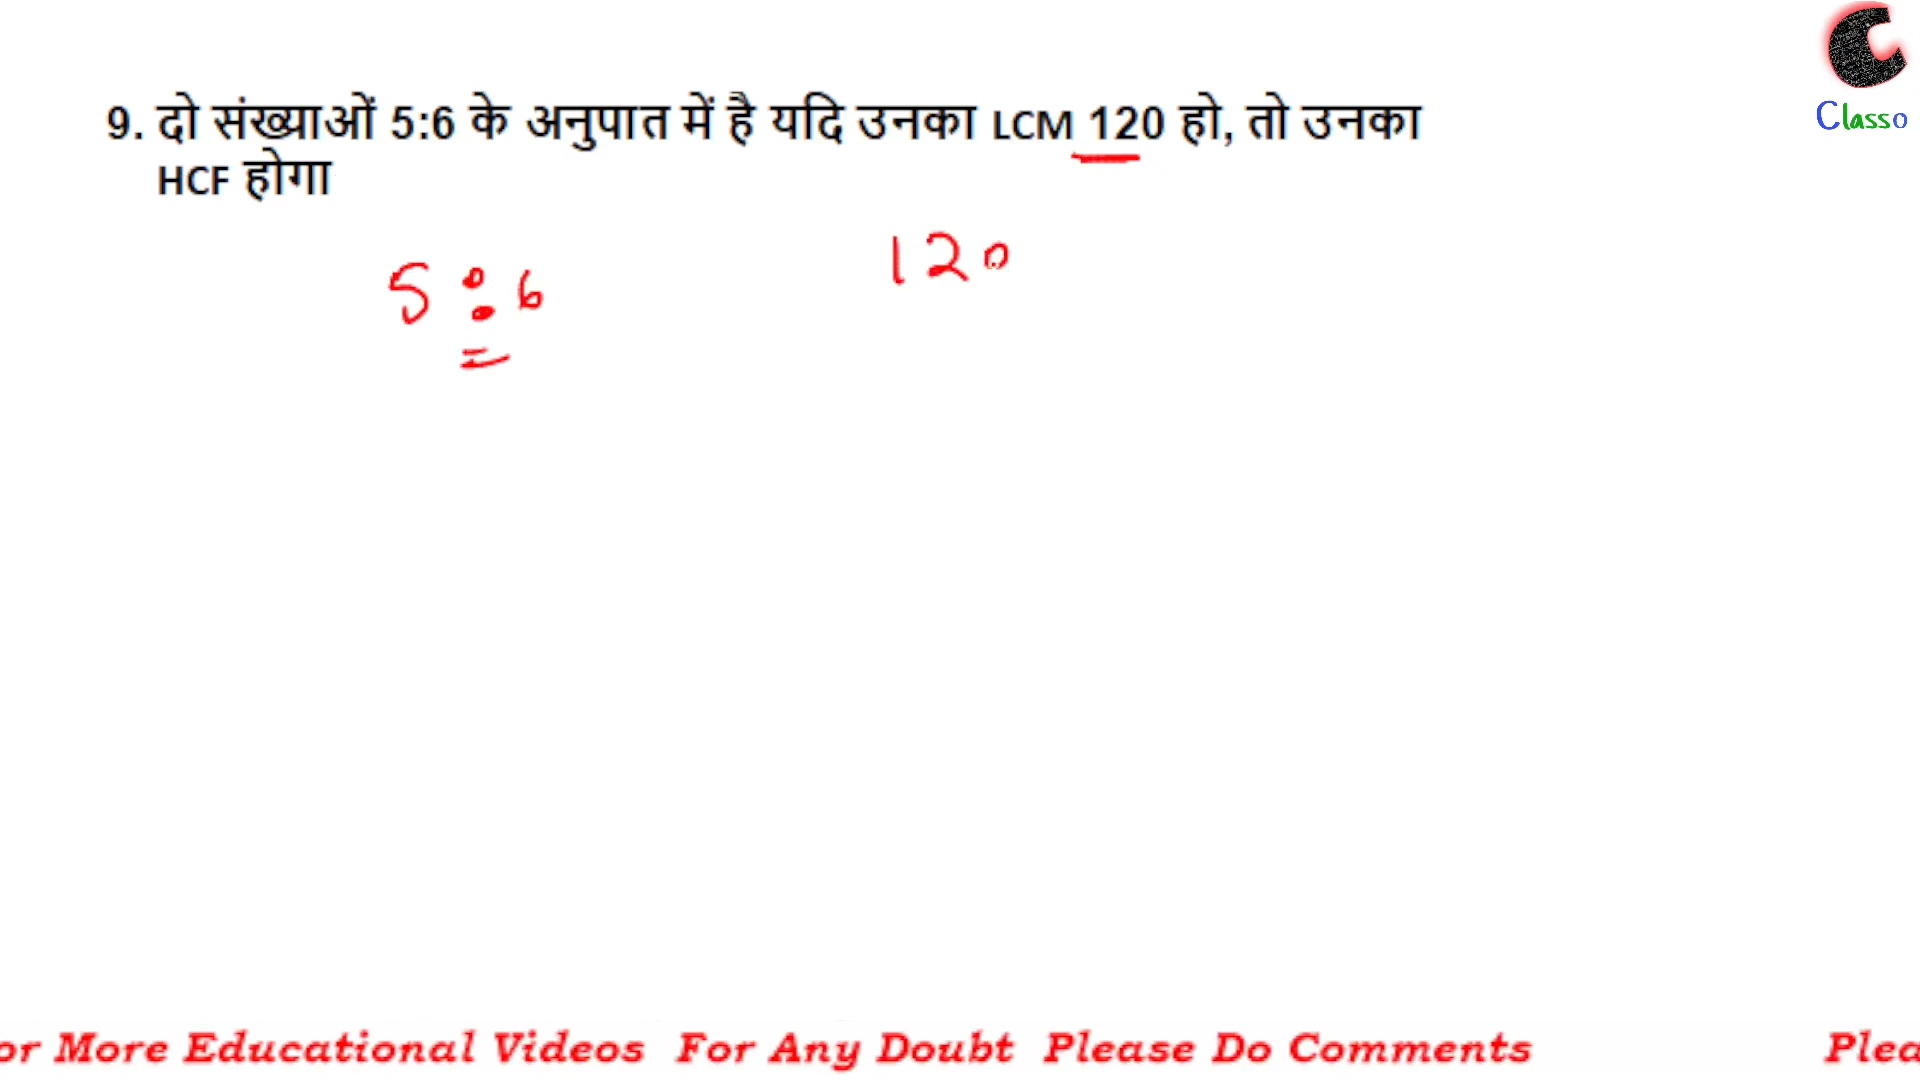 Classo
9. दो संख्याओं 5:6 के अनुपात में है यदि उनका LCM 120 हो, तो उनका
HCF होगा
5 : 6
120
or More Educational Videos For Any Doubt Please Do Comments Plea